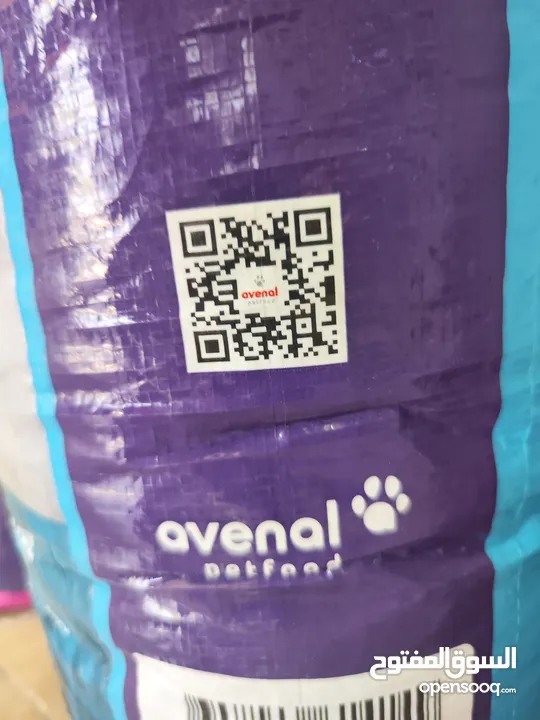 avenal
petfood
avenal
Petfood
السوق المفتوح
opensooq.com